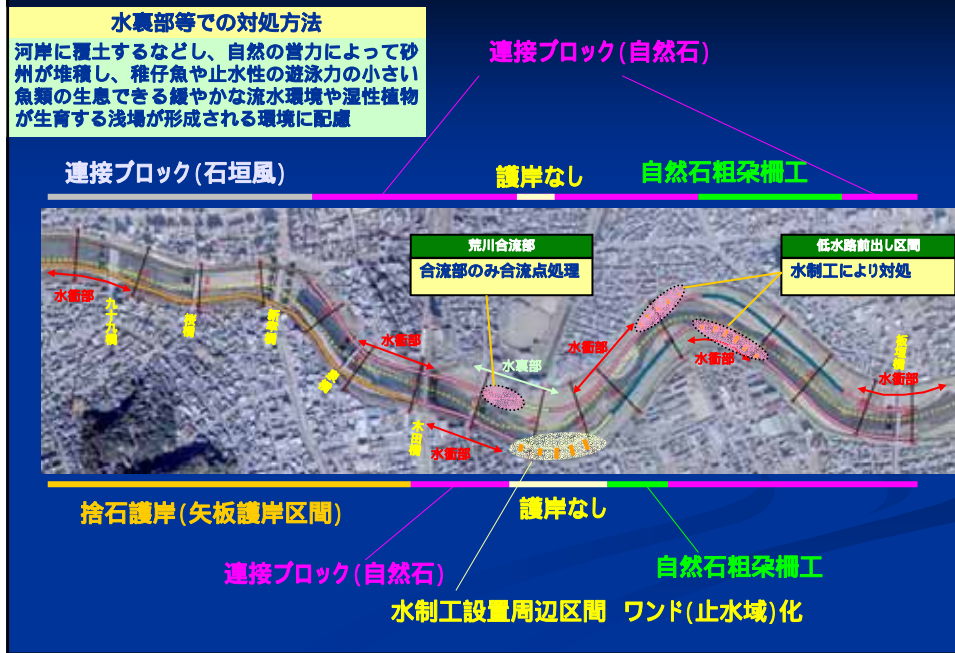 水裏部等での対処方法
河岸に覆土するなどし、自然の営力によって砂
州が堆積し、稚仔魚や止水性の遊泳力の小さい
魚類の生息できる緩やかな流水環境や湿性植物
が生育する浅場が形成される環境に配慮
連接ブロック(自然石)
連接ブロック(石垣風)
護岸なし
自然石粗朶柵工
荒川合流部
合流部のみ合流点処理
低水路前出し区間
水制工により対処
水衝部
九十九橋
水衝部
水裏部
水衝部
水衝部
板垣橋
水衝部
木田橋
水衝部
捨石護岸(矢板護岸区間)
護岸なし
連接ブロック(自然石)
自然石粗朶柵工
水制工設置周辺区間 ワンド(止水域)化